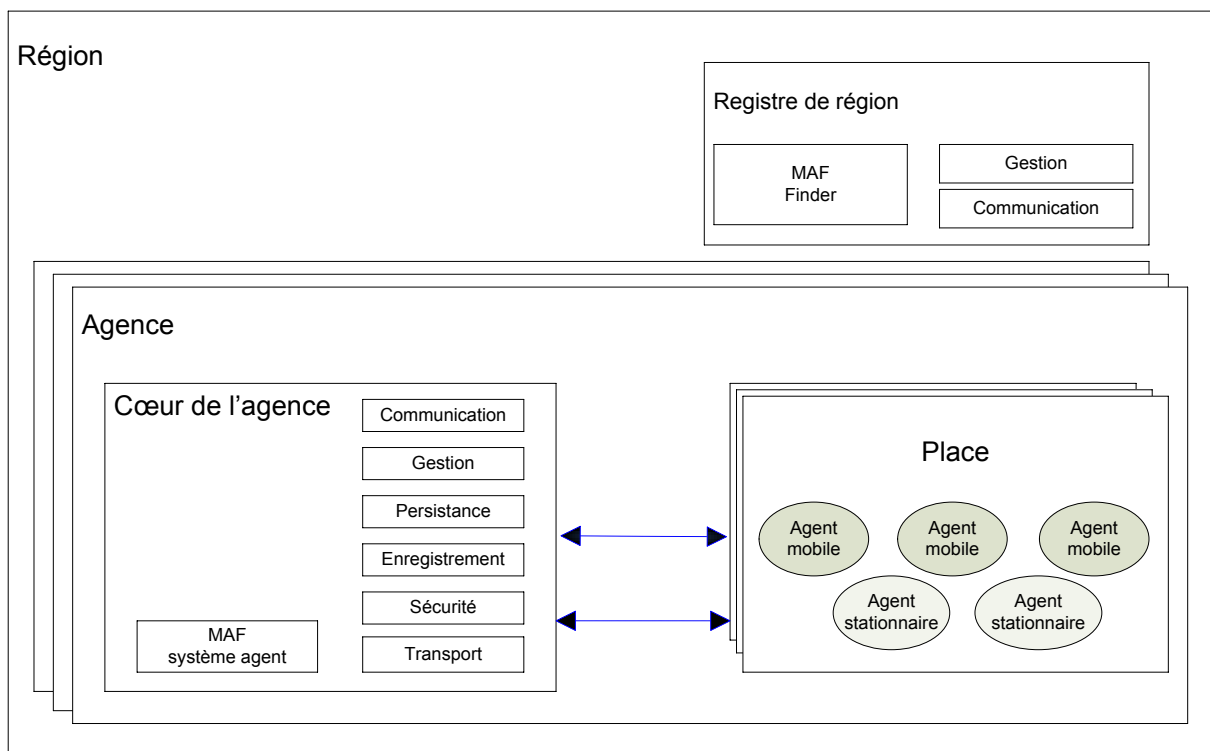 Région
Registre de région
MAF
Finder
Gestion
Communication
Agence
Cœur de l'agence
Communication
Gestion
Persistance
Enregistrement
Sécurité
Transport
MAF
système agent
Place
Agent
mobile
Agent
mobile
Agent
mobile
Agent
stationnaire
Agent
stationnaire